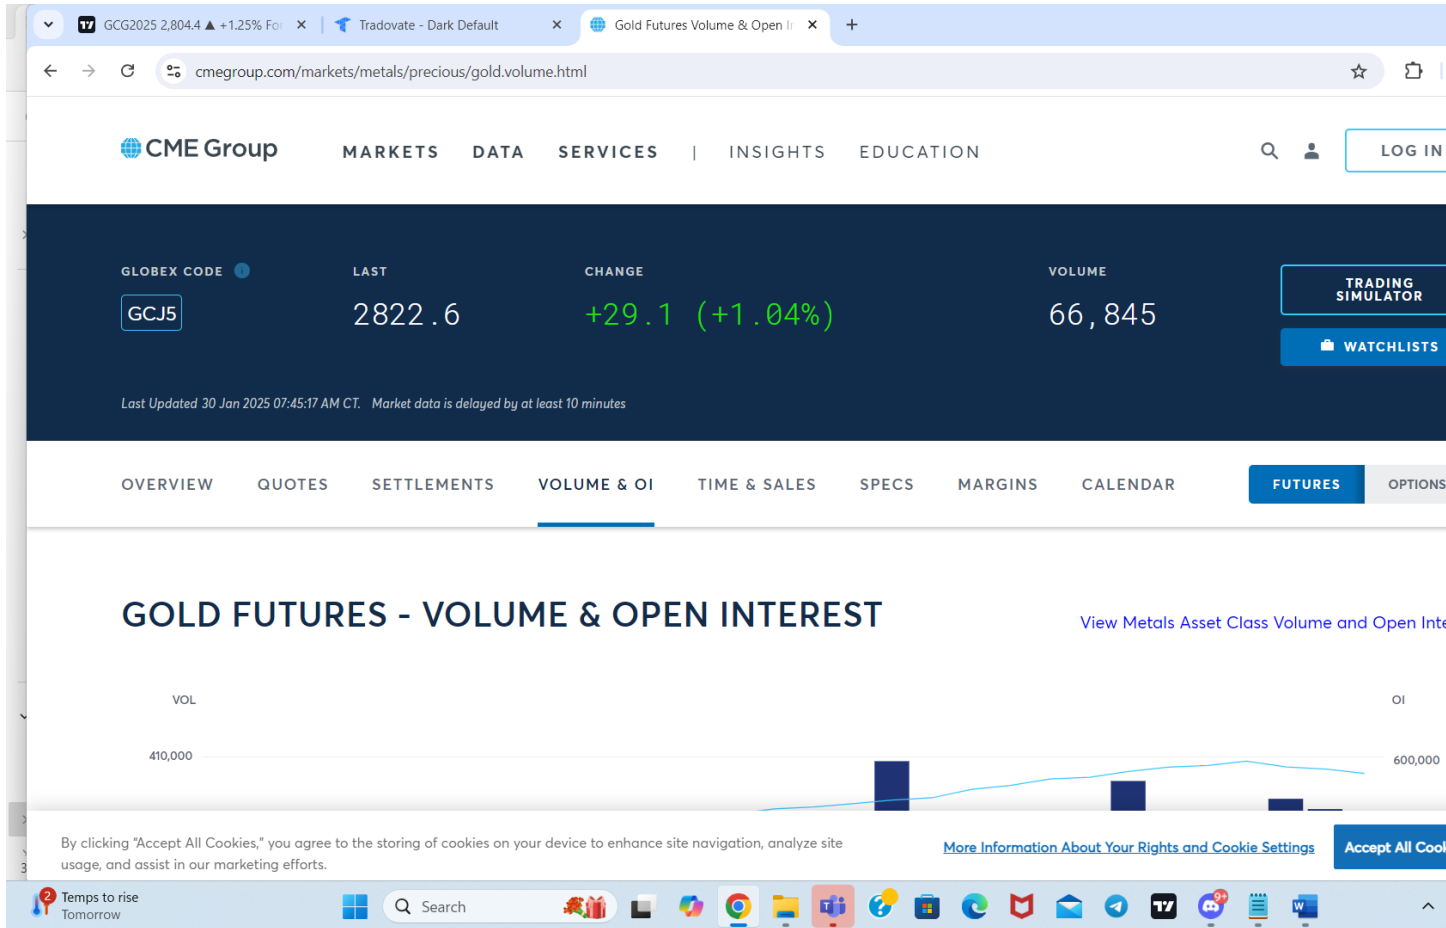 GCG2025 2,804.4 ▲ +1.25% For
Tradovate - Dark Default
Gold Futures Volume & Open In
cmegroup.com/markets/metals/precious/gold.volume.html
CME Group
MARKETS DATA SERVICES | INSIGHTS EDUCATION
LOG IN
GLOBEX CODE LAST CHANGE VOLUME
GCJ5 2822.6 +29.1 (+1.04%) 66,845
TRADING
SIMULATOR
WATCHLISTS
Last Updated 30 Jan 2025 07:45:17 AM CT. Market data is delayed by at least 10 minutes
OVERVIEW QUOTES SETTLEMENTS VOLUME & OI TIME & SALES SPECS MARGINS CALENDAR FUTURES OPTIONS
GOLD FUTURES - VOLUME & OPEN INTEREST
View Metals Asset Class Volume and Open Inte
VOL OI
410,000 600,000
By clicking “Accept All Cookies,” you agree to the storing of cookies on your device to enhance site navigation, analyze site
usage, and assist in our marketing efforts.
More Information About Your Rights and Cookie Settings
Accept All Cook
2
Temps to rise
Tomorrow
Search
9+